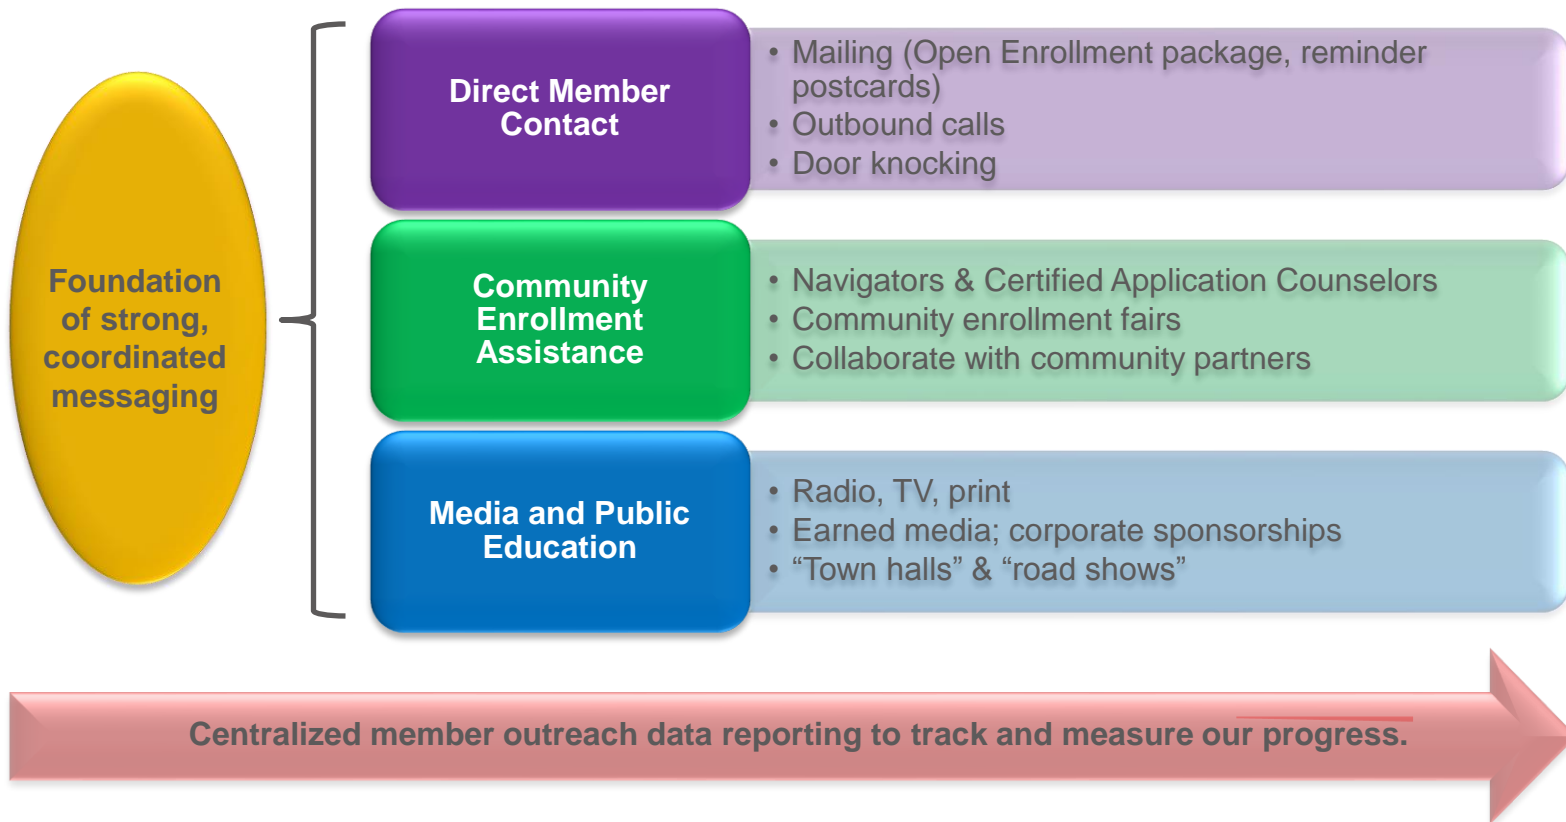 Foundation
of strong,
coordinated
messaging
Direct Member
Contact
• Mailing (Open Enrollment package, reminder
postcards)
• Outbound calls
• Door knocking
Community
Enrollment
Assistance
• Navigators & Certified Application Counselors
• Community enrollment fairs
• Collaborate with community partners
Media and Public
Education
• Radio, TV, print
• Earned media; corporate sponsorships
• “Town halls” & “road shows”
Centralized member outreach data reporting to track and measure our progress.